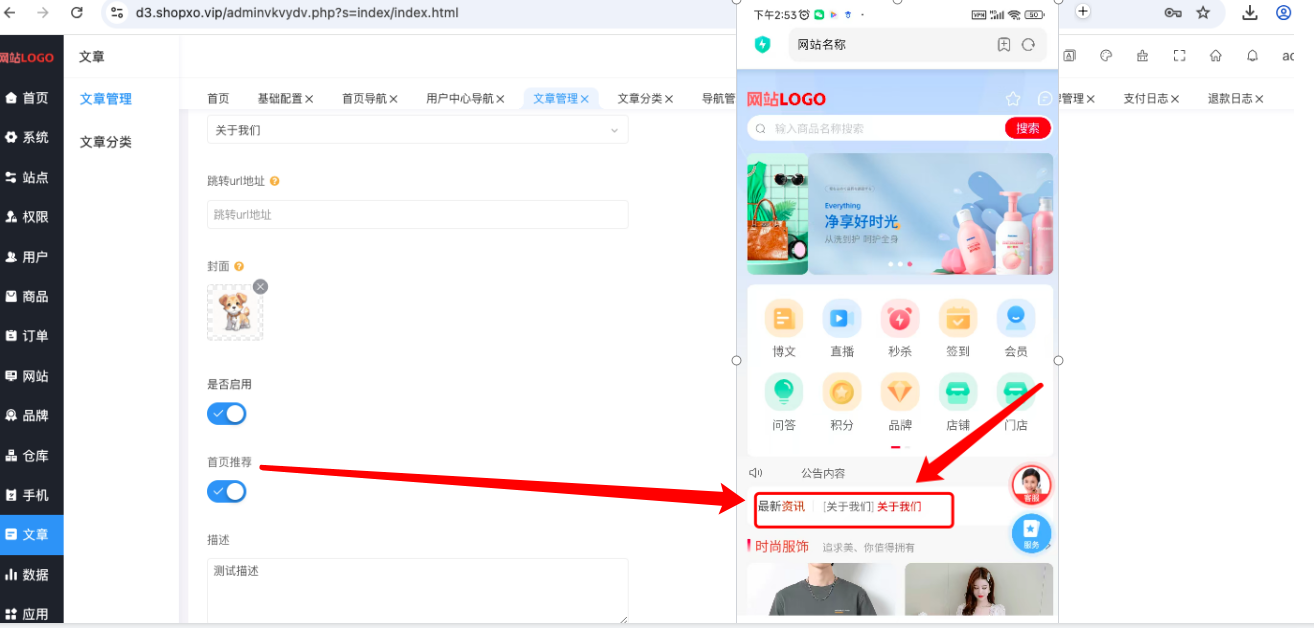 d3.shopxo.vip/adminvkvydv.php?s=index/index.html
网站LOGO
首页
系统
站点
权限
用户
商品
订单
网站
品牌
仓库
手机
文章
数据
应用
文章
文章管理
文章分类
首页
基础配置
首页导航
用户中心导航
文章管理
文章分类
导航管
管理
支付日志
退款日志
关于我们
跳转url地址
跳转url地址
封面
是否启用
首页推荐
描述
测试描述
下午2:53
VPN
50
网站名称
网站LOGO
输入商品名称搜索
搜索
Everything
净享好时光
从洗到护 呵护全身
博文
直播
秒杀
签到
会员
问答
积分
品牌
店铺
门店
公告内容
最新资讯 [关于我们] 关于我们
客服
服务
时尚服饰 追求美、你值得拥有